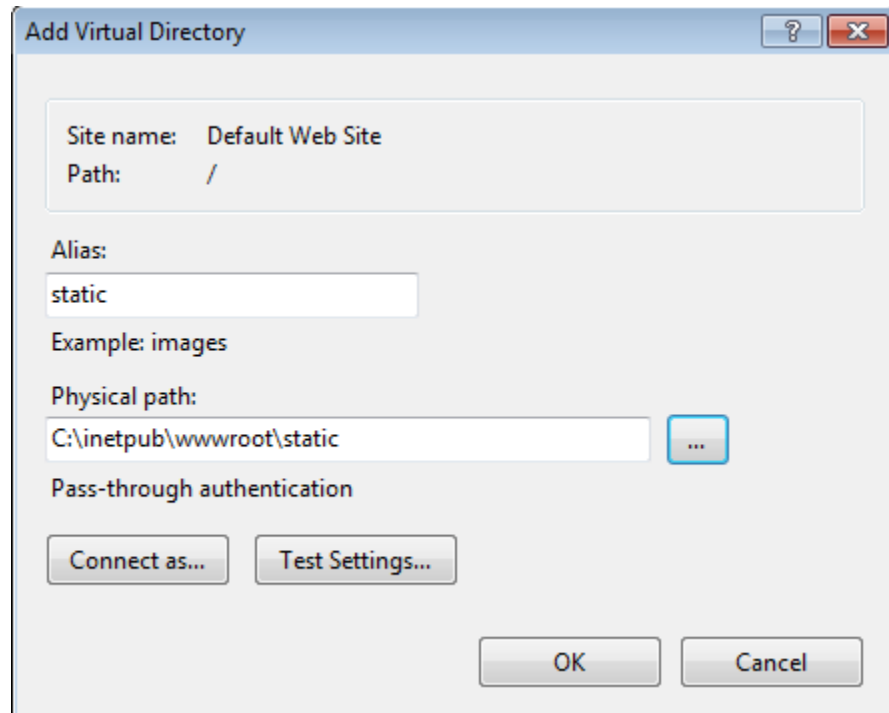 Add Virtual Directory
Site name: Default Web Site
Path: /
Alias:
static
Example: images
Physical path:
C:\inetpub\wwwroot\static
...
Pass-through authentication
Connect as... Test Settings...
OK Cancel